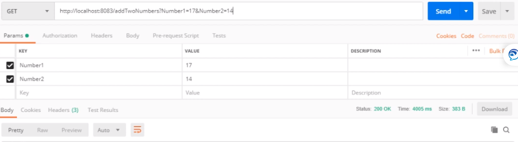 GET http://localhost:8083/addTwoNumbers?Number1=17&Number2=14 Send Save
Params Authorization Headers Body Pre-request Script Tests Cookies Code Comments (0)
KEY VALUE DESCRIPTION Bulk
Number1 17
Number2 14
Key Value Description
Body Cookies Headers (3) Test Results Status: 200 OK Time: 4005 ms Size: 383 B Download
Pretty Raw Preview Auto